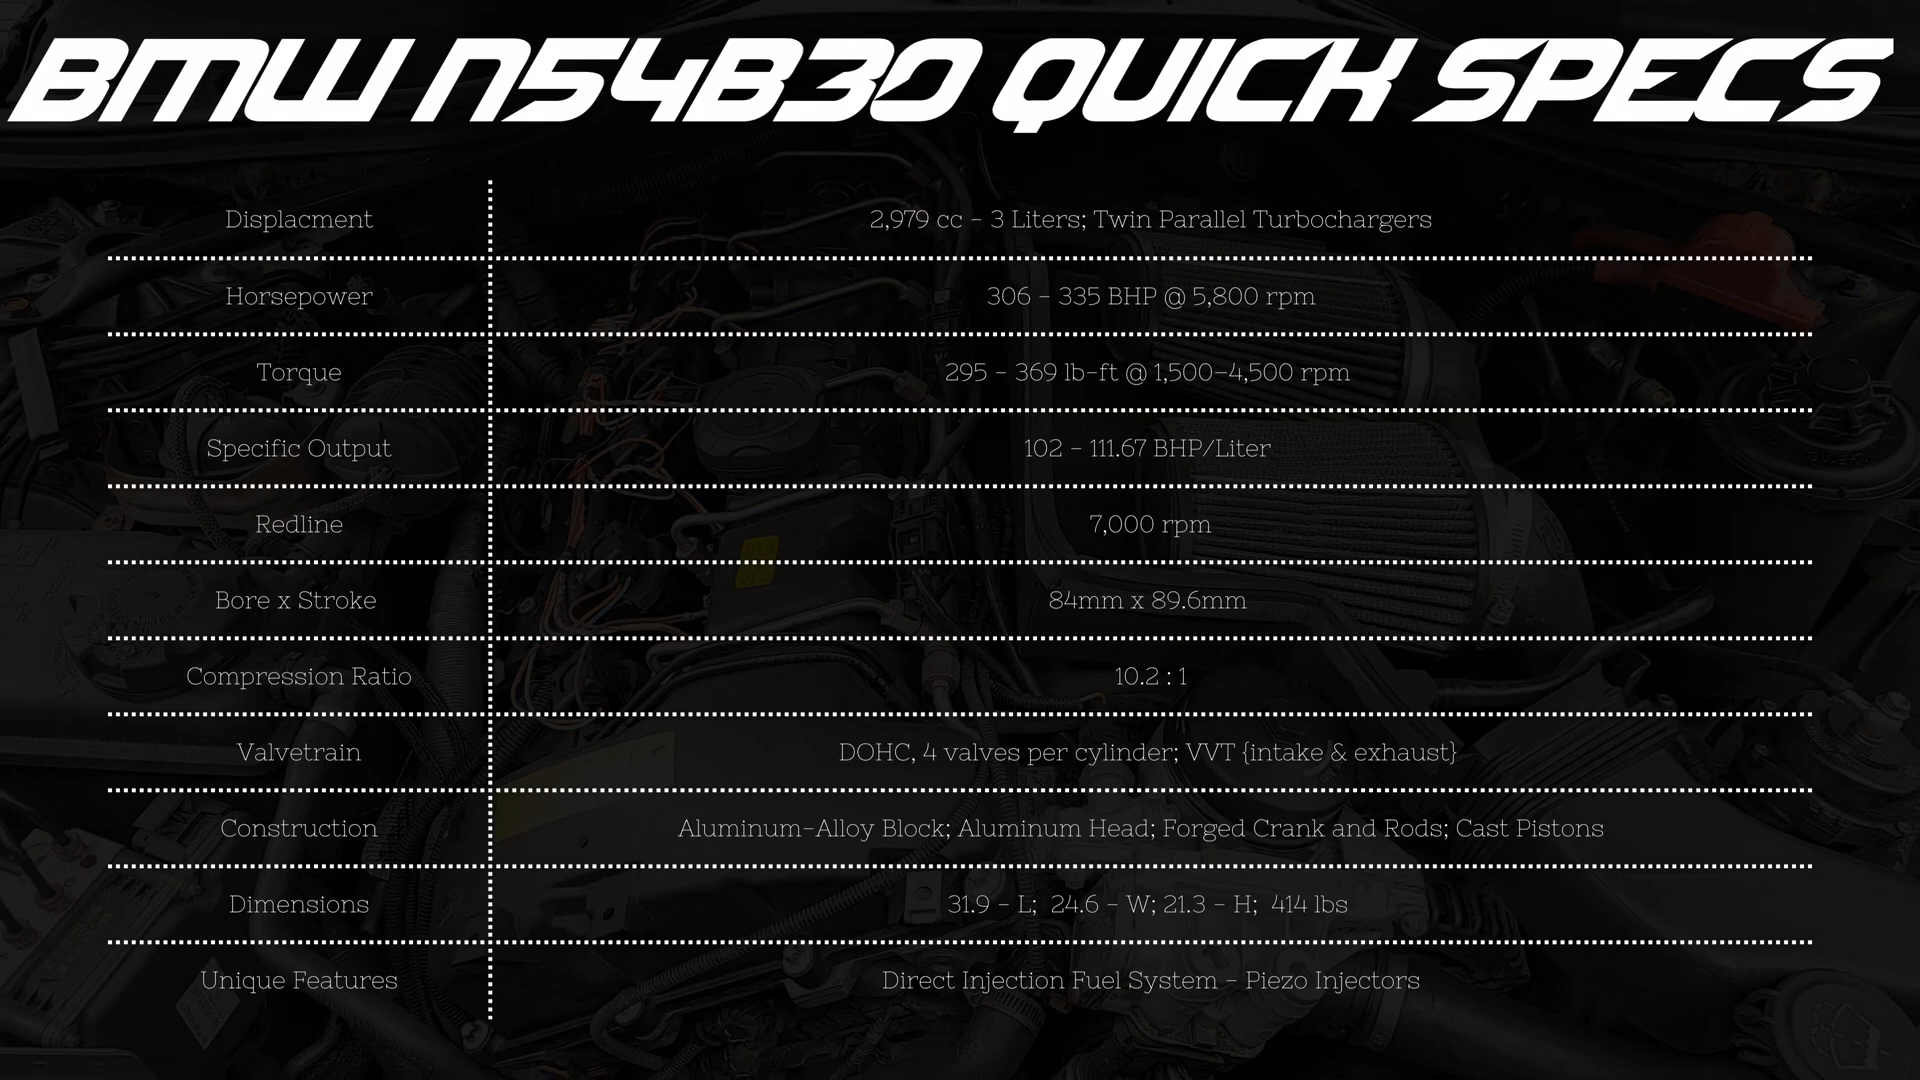 BMW N54B30 QUICK SPECS
Displacment 2,979 cc - 3 Liters; Twin Parallel Turbochargers
Horsepower 306 - 335 BHP @ 5,800 rpm
Torque 295 - 369 lb-ft @ 1,500–4,500 rpm
Specific Output 102 - 111.67 BHP/Liter
Redline 7,000 rpm
Bore x Stroke 84mm x 89.6mm
Compression Ratio 10.2 : 1
Valvetrain DOHC, 4 valves per cylinder; VVT {intake & exhaust}
Construction Aluminum-Alloy Block; Aluminum Head; Forged Crank and Rods; Cast Pistons
Dimensions 31.9 - L; 24.6 - W; 21.3 - H; 414 lbs
Unique Features Direct Injection Fuel System - Piezo Injectors